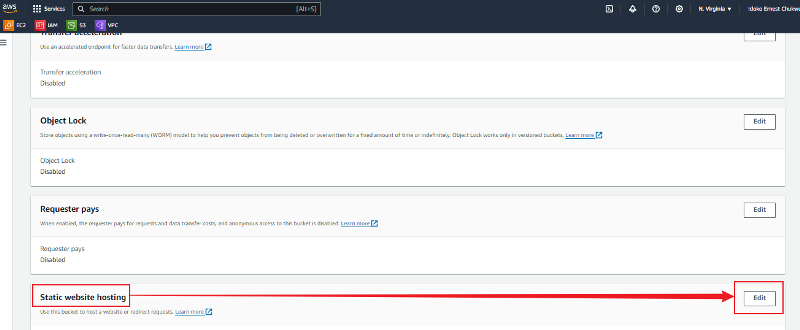 aws
Services
Search
[Alt+S]
N. Virginia
Idoko Ernest Chukwu
EC2
IAM
S3
VPC
Transfer acceleration
Edit
Use an accelerated endpoint for faster data transfers. Learn more
Transfer acceleration
Disabled
Object Lock
Edit
Store objects using a write-once-read-many (WORM) model to help you prevent objects from being deleted or overwritten for a fixed amount of time or indefinitely. Object Lock works only in versioned buckets. Learn more
Object Lock
Disabled
Requester pays
Edit
When enabled, the requester pays for requests and data transfer costs, and anonymous access to this bucket is disabled. Learn more
Requester pays
Disabled
Static website hosting
Edit
Use this bucket to host a website or redirect requests. Learn more